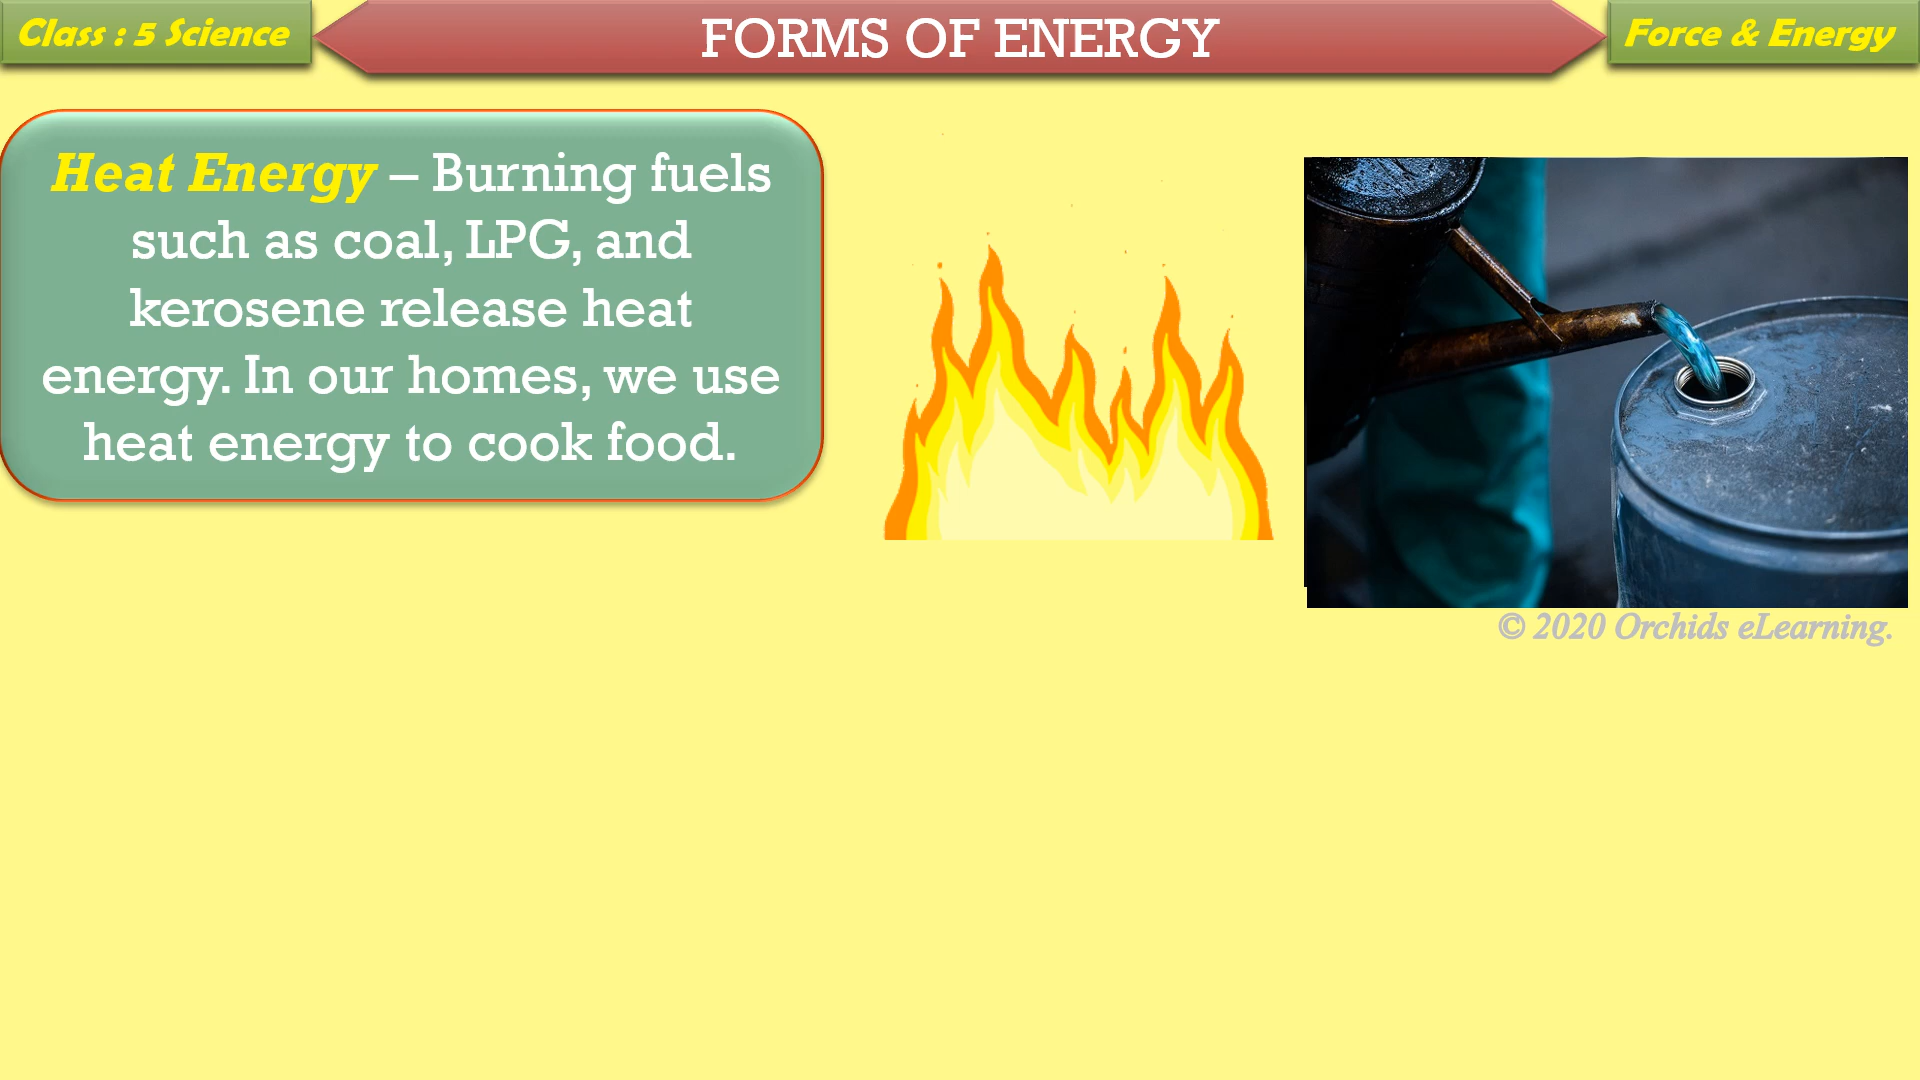 Class : 5 Science
FORMS OF ENERGY
Force & Energy
Heat Energy – Burning fuels
such as coal, LPG, and
kerosene release heat
energy. In our homes, we use
heat energy to cook food.
© 2020 Orchids eLearning.